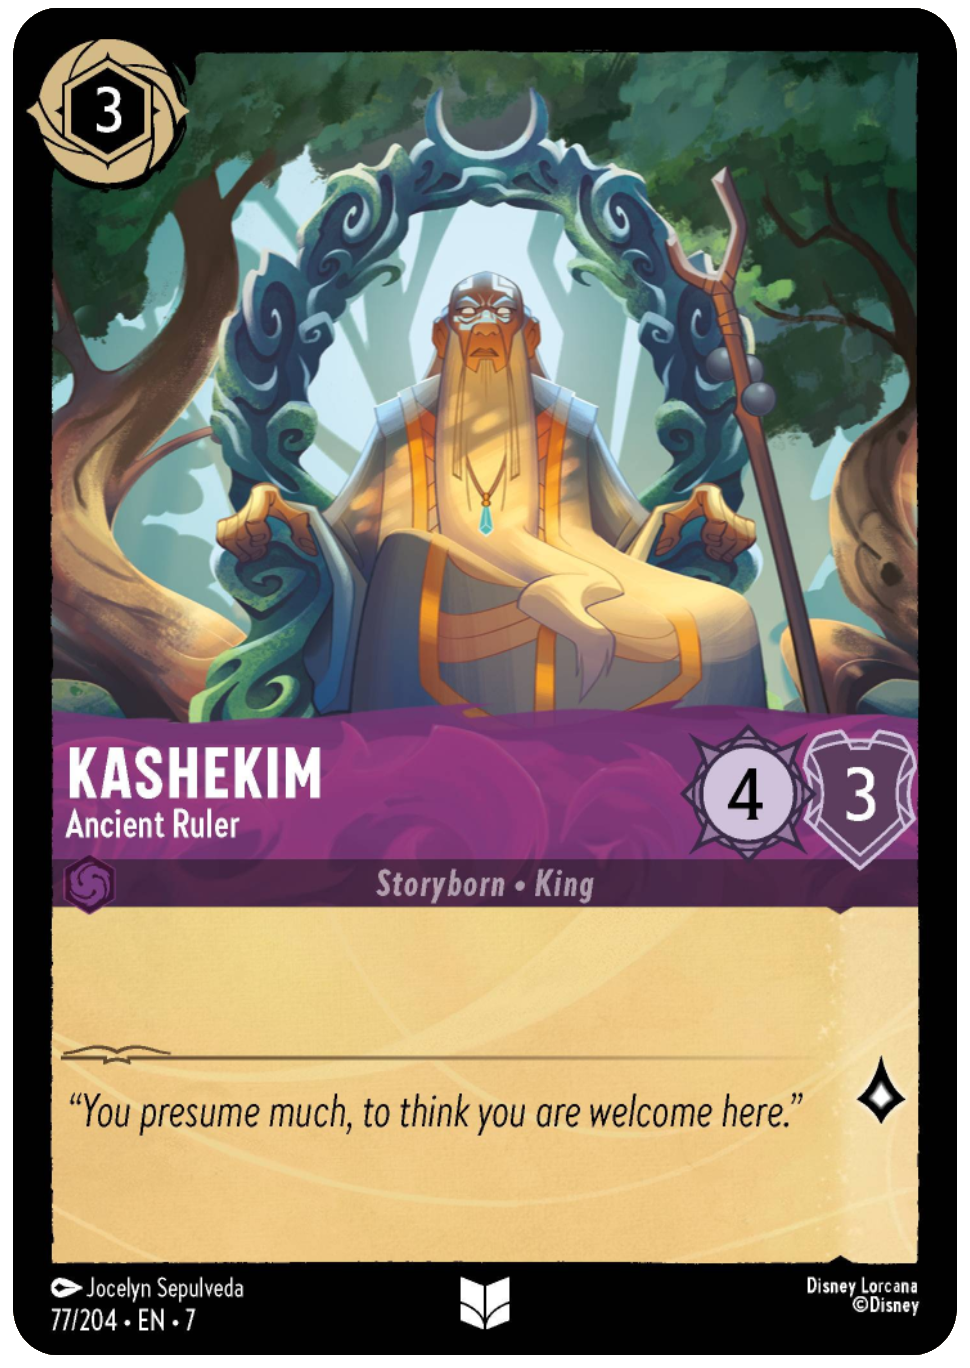 3
KASHEKIM
Ancient Ruler
4
3
Storyborn • King
“You presume much, to think you are welcome here.”
Jocelyn Sepulveda
77/204 • EN • 7
Disney Lorcana
©Disney